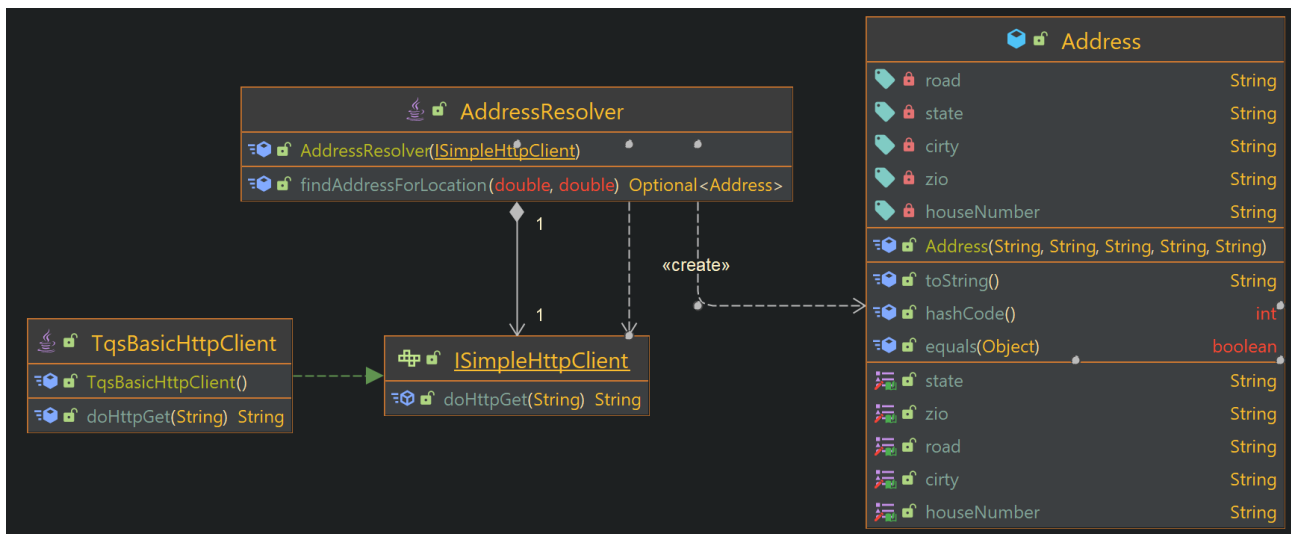 Address
road String
state String
cirty String
zio String
houseNumber String
Address(String, String, String, String, String)
toString() String
hashCode() int
equals(Object) boolean
state String
zio String
road String
cirty String
houseNumber String
AddressResolver
AddressResolver(ISimpleHttpClient)
findAddressForLocation(double, double) Optional<Address>
1
«create»
1
TqsBasicHttpClient
TqsBasicHttpClient()
doHttpGet(String) String
ISimpleHttpClient
doHttpGet(String) String